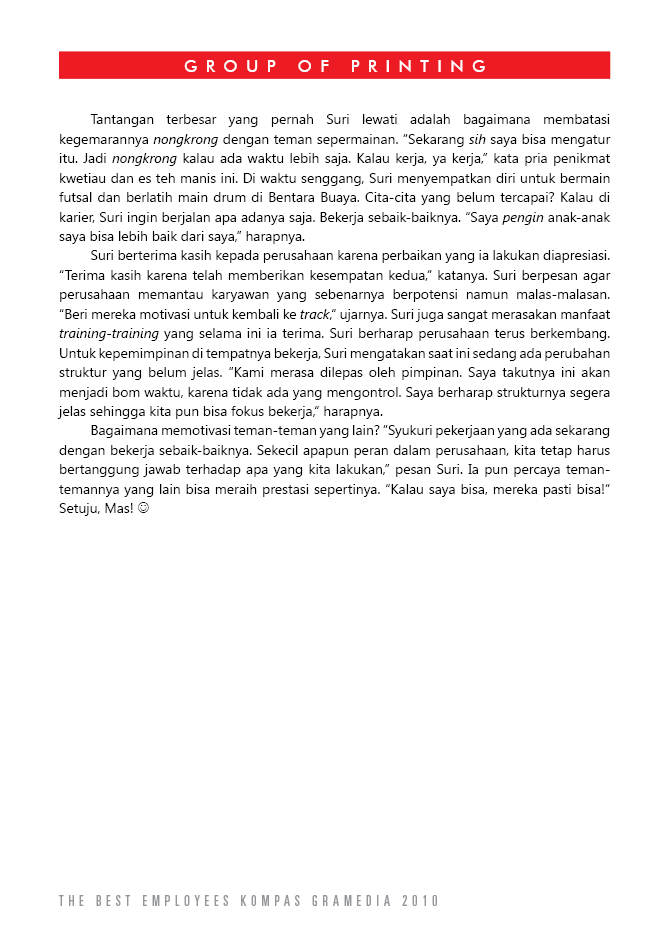 GROUP OF PRINTING
Tantangan terbesar yang pernah Suri lewati adalah bagaimana membatasi
kegemarannya nongkrong dengan teman sepermainan. “Sekarang sih saya bisa mengatur
itu. Jadi nongkrong kalau ada waktu lebih saja. Kalau kerja, ya kerja,” kata pria penikmat
kwetiau dan es teh manis ini. Di waktu senggang, Suri menyempatkan diri untuk bermain
futsal dan berlatih main drum di Bentara Buaya. Cita-cita yang belum tercapai? Kalau di
karier, Suri ingin berjalan apa adanya saja. Bekerja sebaik-baiknya. “Saya pengin anak-anak
saya bisa lebih baik dari saya,” harapnya.
Suri berterima kasih kepada perusahaan karena perbaikan yang ia lakukan diapresiasi.
“Terima kasih karena telah memberikan kesempatan kedua,” katanya. Suri berpesan agar
perusahaan memantau karyawan yang sebenarnya berpotensi namun malas-malasan.
“Beri mereka motivasi untuk kembali ke track,” ujarnya. Suri juga sangat merasakan manfaat
training-training yang selama ini ia terima. Suri berharap perusahaan terus berkembang.
Untuk kepemimpinan di tempatnya bekerja, Suri mengatakan saat ini sedang ada perubahan
struktur yang belum jelas. “Kami merasa dilepas oleh pimpinan. Saya takutnya ini akan
menjadi bom waktu, karena tidak ada yang mengontrol. Saya berharap strukturnya segera
jelas sehingga kita pun bisa fokus bekerja,” harapnya.
Bagaimana memotivasi teman-teman yang lain? “Syukuri pekerjaan yang ada sekarang
dengan bekerja sebaik-baiknya. Sekecil apapun peran dalam perusahaan, kita tetap harus
bertanggung jawab terhadap apa yang kita lakukan,” pesan Suri. Ia pun percaya teman-
temannya yang lain bisa meraih prestasi sepertinya. “Kalau saya bisa, mereka pasti bisa!”
Setuju, Mas! ☺
THE BEST EMPLOYEES KOMPAS GRAMEDIA 2010